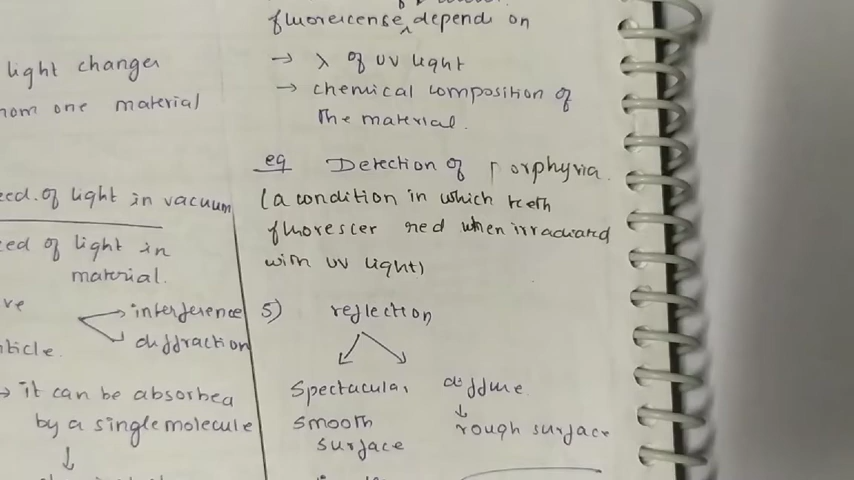 light changes
from one material
eed. of light in vacuum
eed of light in
material.
ve
→ interference
→ diffraction
ticle.
→ it can be absorbed
by a single molecule
↓
fluorescense depend on
→ λ of UV light
→ chemical composition of
the material.
eg Detection of porphyria.
(a condition in which teeth
fluoresces red when irradiated
with UV light)
5) reflection
Spectacular diffuse
↓
smooth rough surface
surface